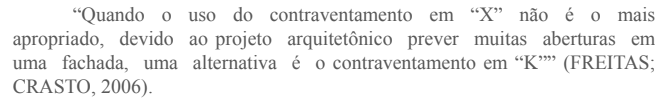 “Quando o uso do contraventamento em “X” não é o mais
apropriado, devido ao projeto arquitetônico prever muitas aberturas em
uma fachada, uma alternativa é o contraventamento em “K”” (FREITAS;
CRASTO, 2006).